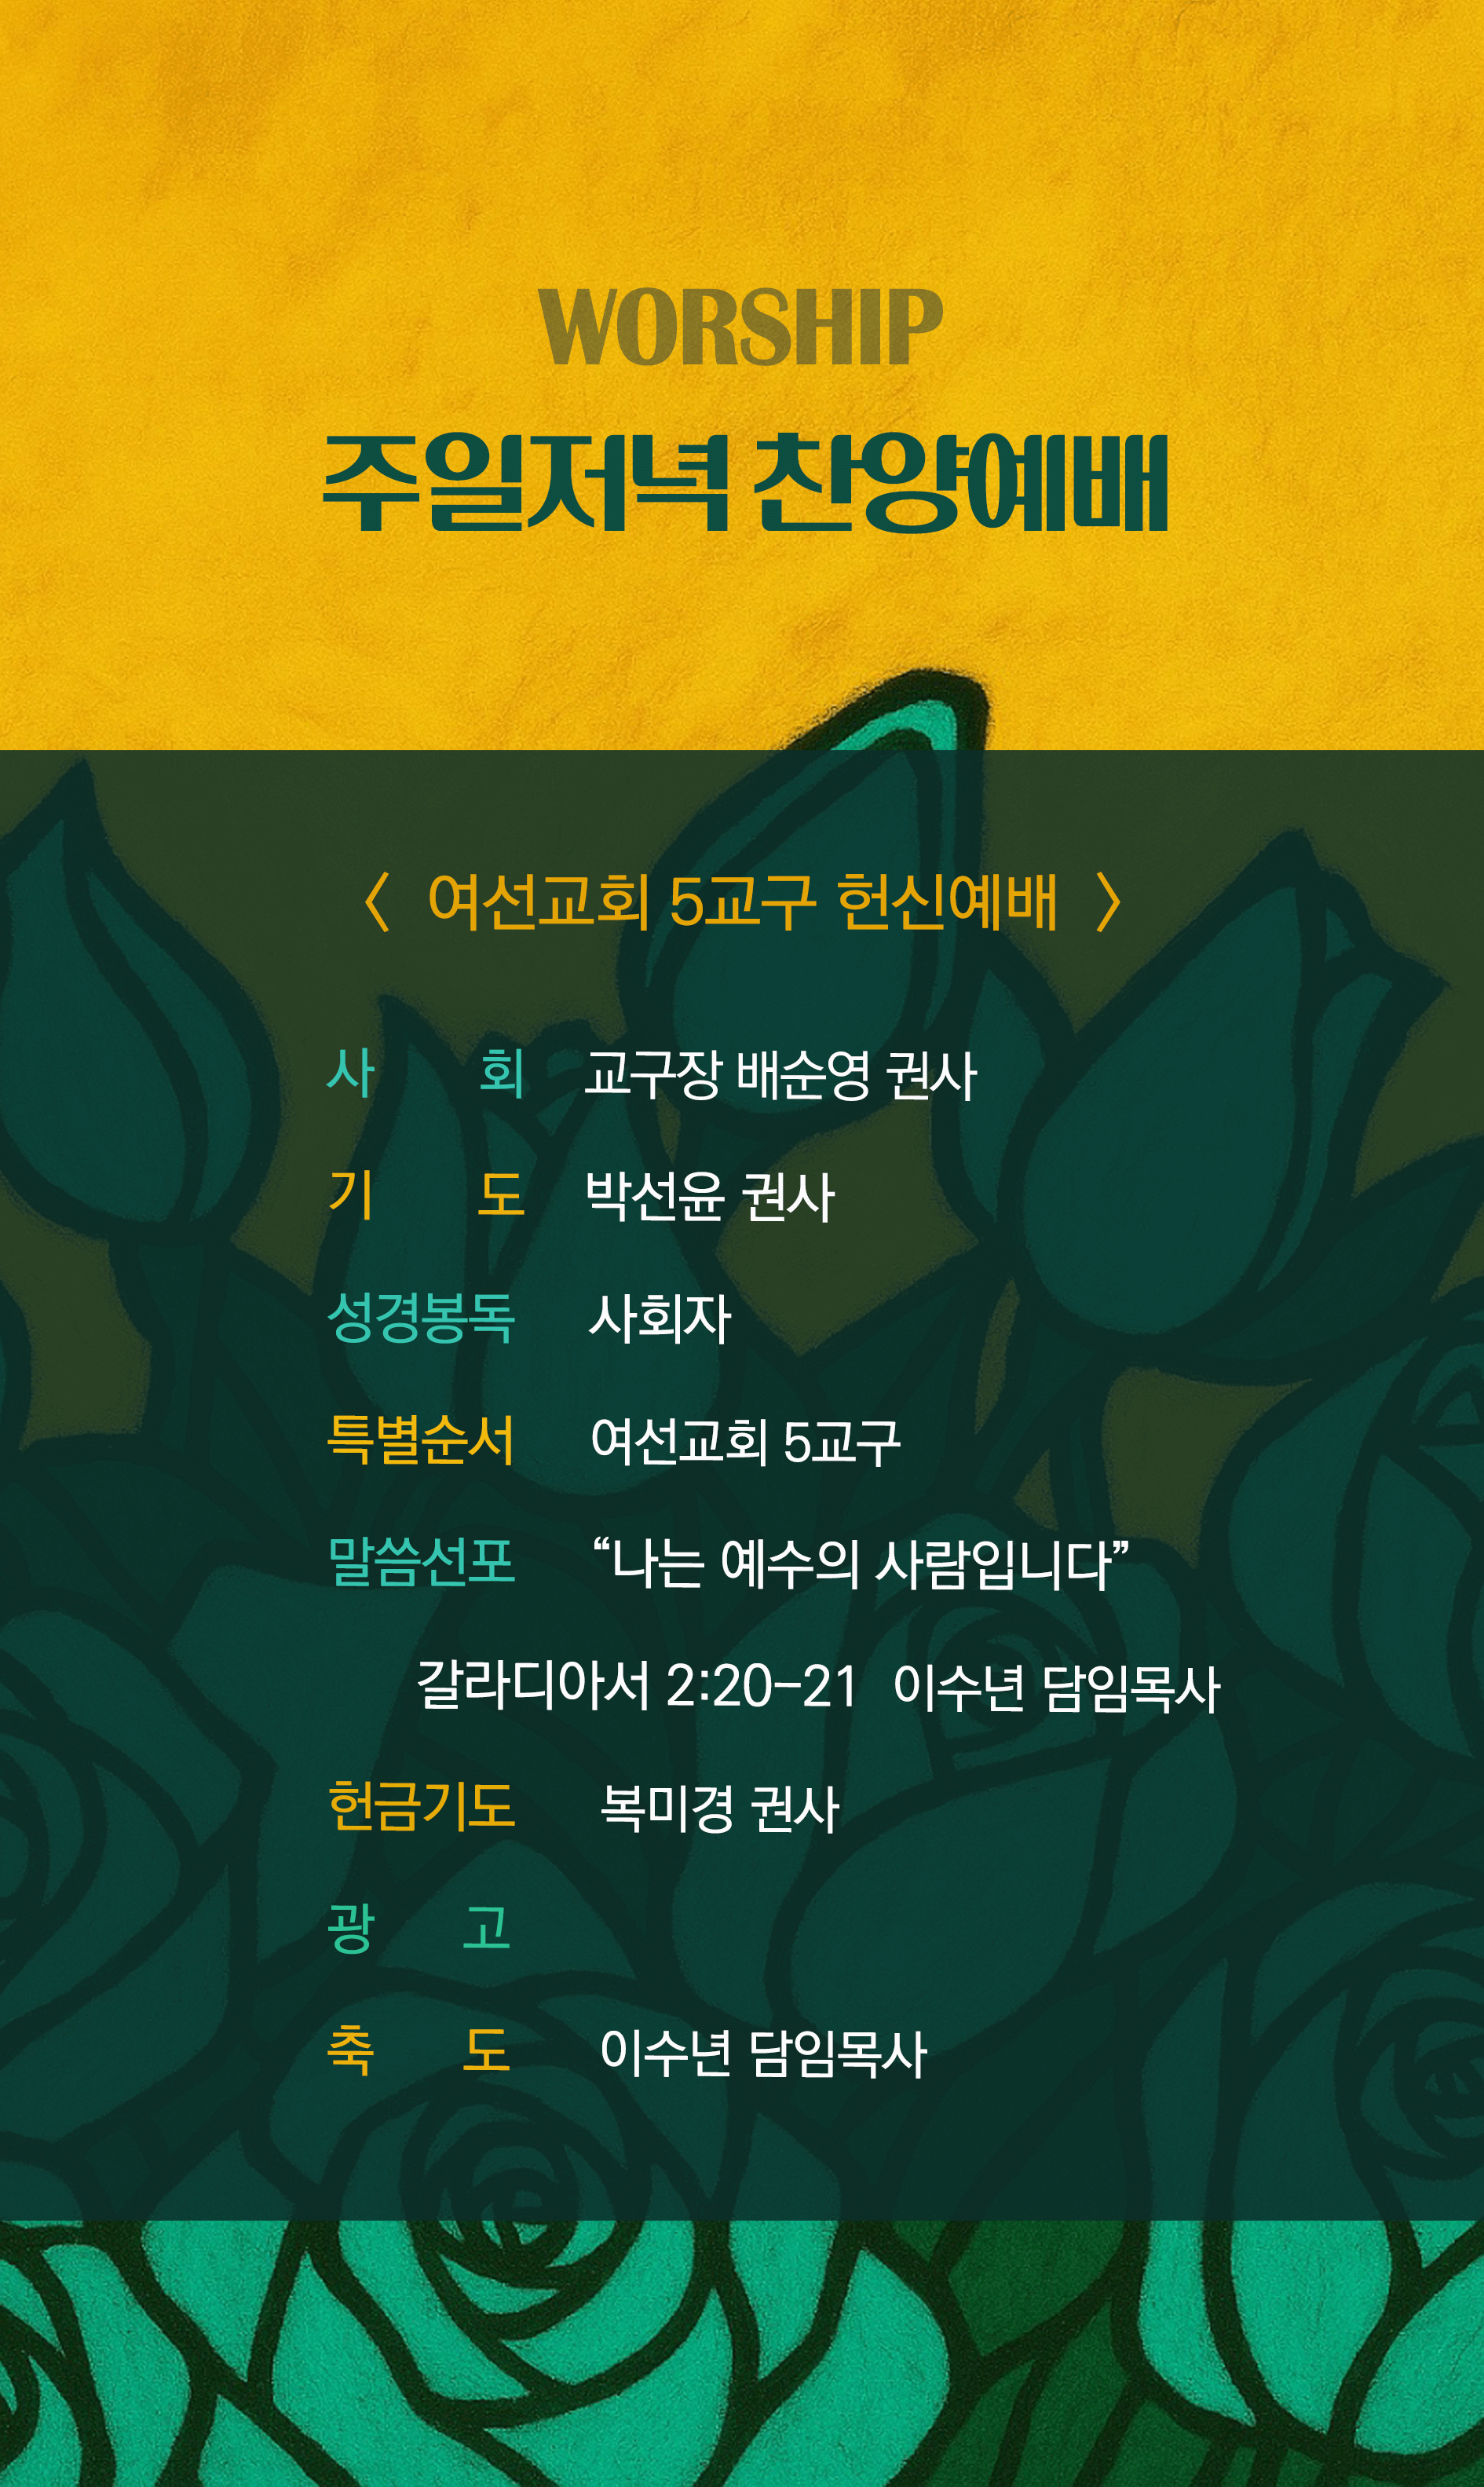 WORSHIP
주일저녁 찬양예배
〈 여선교회 5교구 헌신예배 〉
사 회 교구장 배순영 권사
기 도 박선윤 권사
성경봉독 사회자
특별순서 여선교회 5교구
말씀선포 “나는 예수의 사람입니다”
갈라디아서 2:20-21 이수년 담임목사
헌금기도 복미경 권사
광 고
축 도 이수년 담임목사